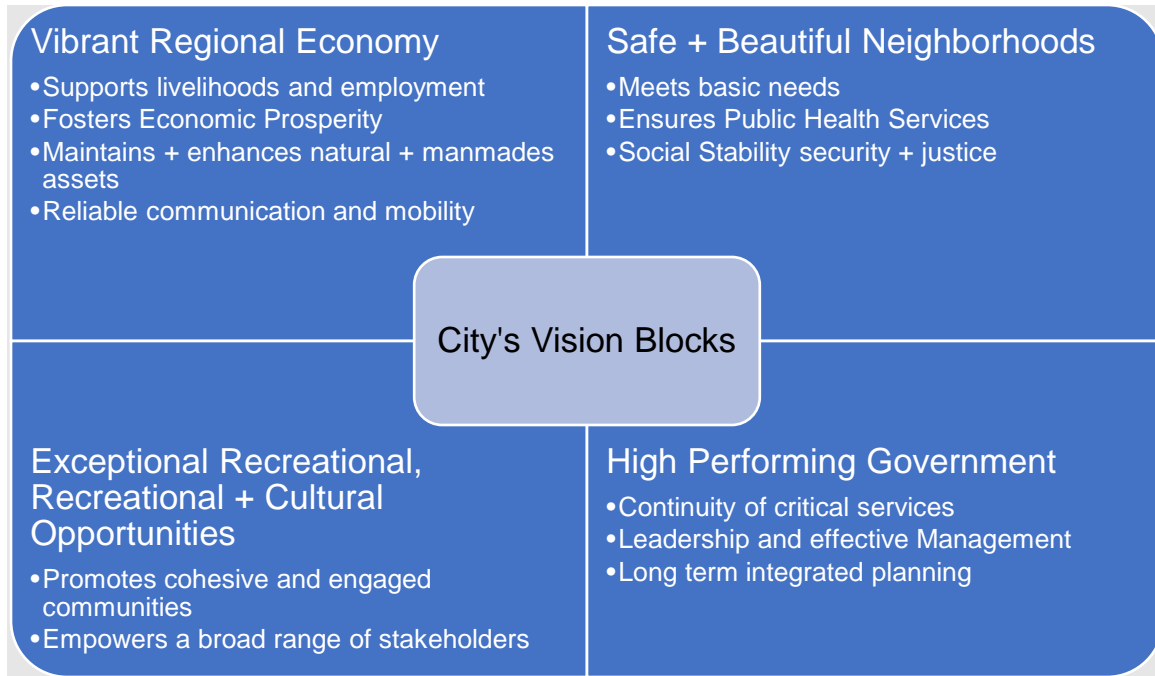 Vibrant Regional Economy
•Supports livelihoods and employment
•Fosters Economic Prosperity
•Maintains + enhances natural + manmades
assets
•Reliable communication and mobility
Safe + Beautiful Neighborhoods
•Meets basic needs
•Ensures Public Health Services
•Social Stability security + justice
City's Vision Blocks
Exceptional Recreational,
Recreational + Cultural
Opportunities
•Promotes cohesive and engaged
communities
•Empowers a broad range of stakeholders
High Performing Government
•Continuity of critical services
•Leadership and effective Management
•Long term integrated planning